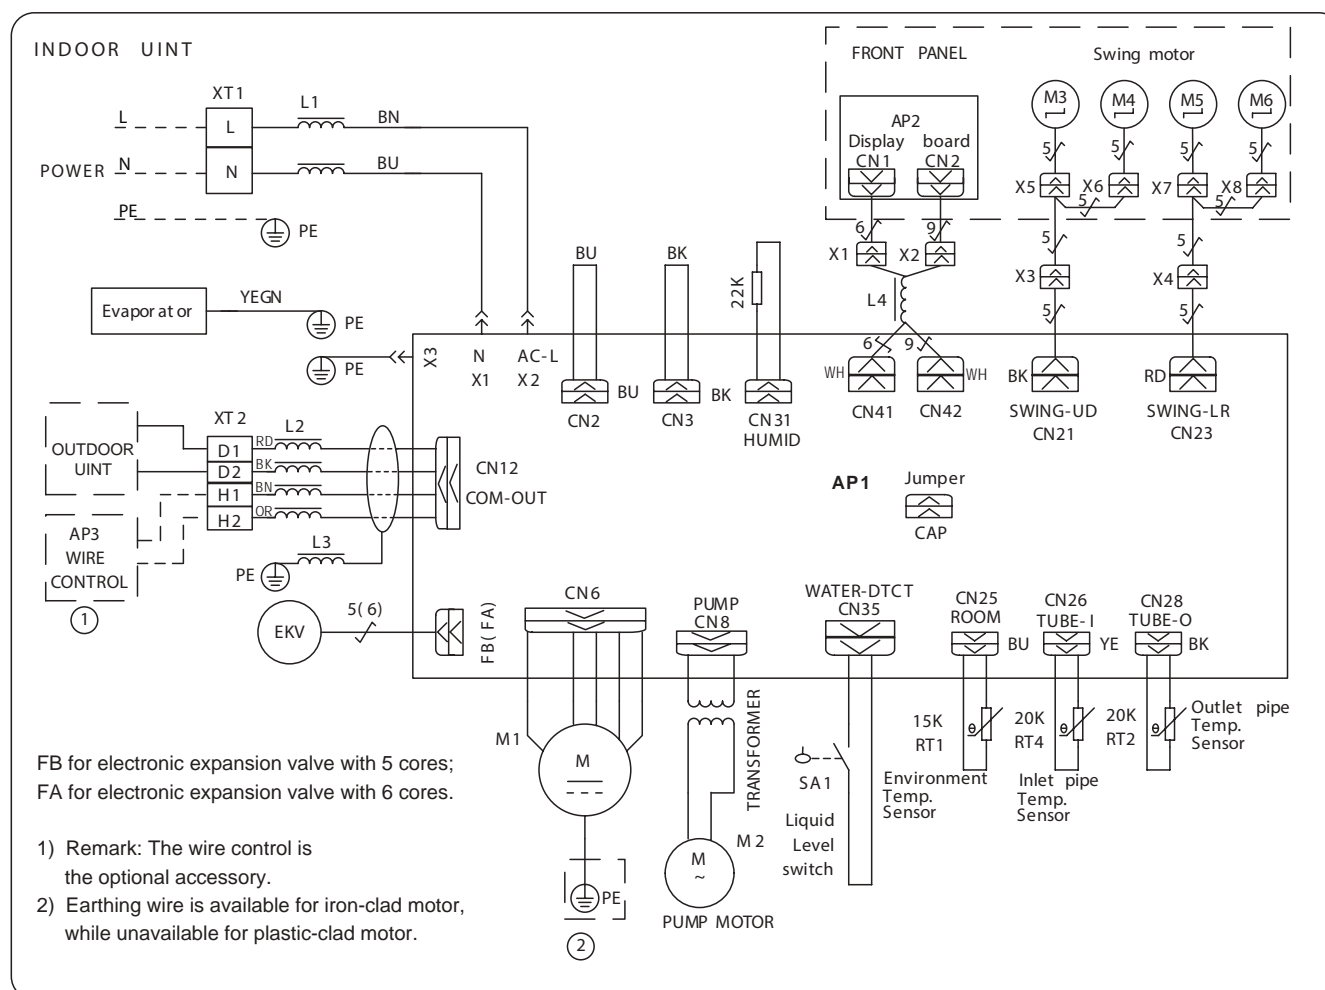 INDOOR UINT
FRONT PANEL
Swing motor
XT1
L1
L
L
BN
POWER
N
N
BU
PE
PE
Evaporator
YEGN
PE
PE
X3
N
X1
AC-L
X2
BU
BK
22K
BU
CN2
BK
CN3
CN31
HUMID
AP2
Display board
CN1
CN2
6
9
X1
X2
L4
6
9
WH
WH
CN41
CN42
M3
M4
M5
M6
5
5
5
5
X5
X6
X7
X8
5
5
5
5
X3
X4
5
5
BK
RD
SWING-UD
CN21
SWING-LR
CN23
XT2
L2
OUTDOOR
UINT
D1
RD
D2
BK
H1
BN
H2
OR
CN12
COM-OUT
AP1
Jumper
CAP
AP3
WIRE
CONTROL
1
L3
PE
EKV
5(6)
FB(FA)
CN6
PUMP
CN8
WATER-DTCT
CN35
CN25
ROOM
BU
CN26
TUBE-I
YE
CN28
TUBE-O
BK
M1
M
TRANSFORMER
SA1
Liquid
Level
switch
15K
RT1
θ
Environment
Temp.
Sensor
20K
RT4
θ
Inlet pipe
Temp.
Sensor
20K
RT2
θ
Outlet pipe
Temp.
Sensor
M2
M
~
PUMP MOTOR
PE
2
FB for electronic expansion valve with 5 cores;
FA for electronic expansion valve with 6 cores.
1) Remark: The wire control is
the optional accessory.
2) Earthing wire is available for iron-clad motor,
while unavailable for plastic-clad motor.